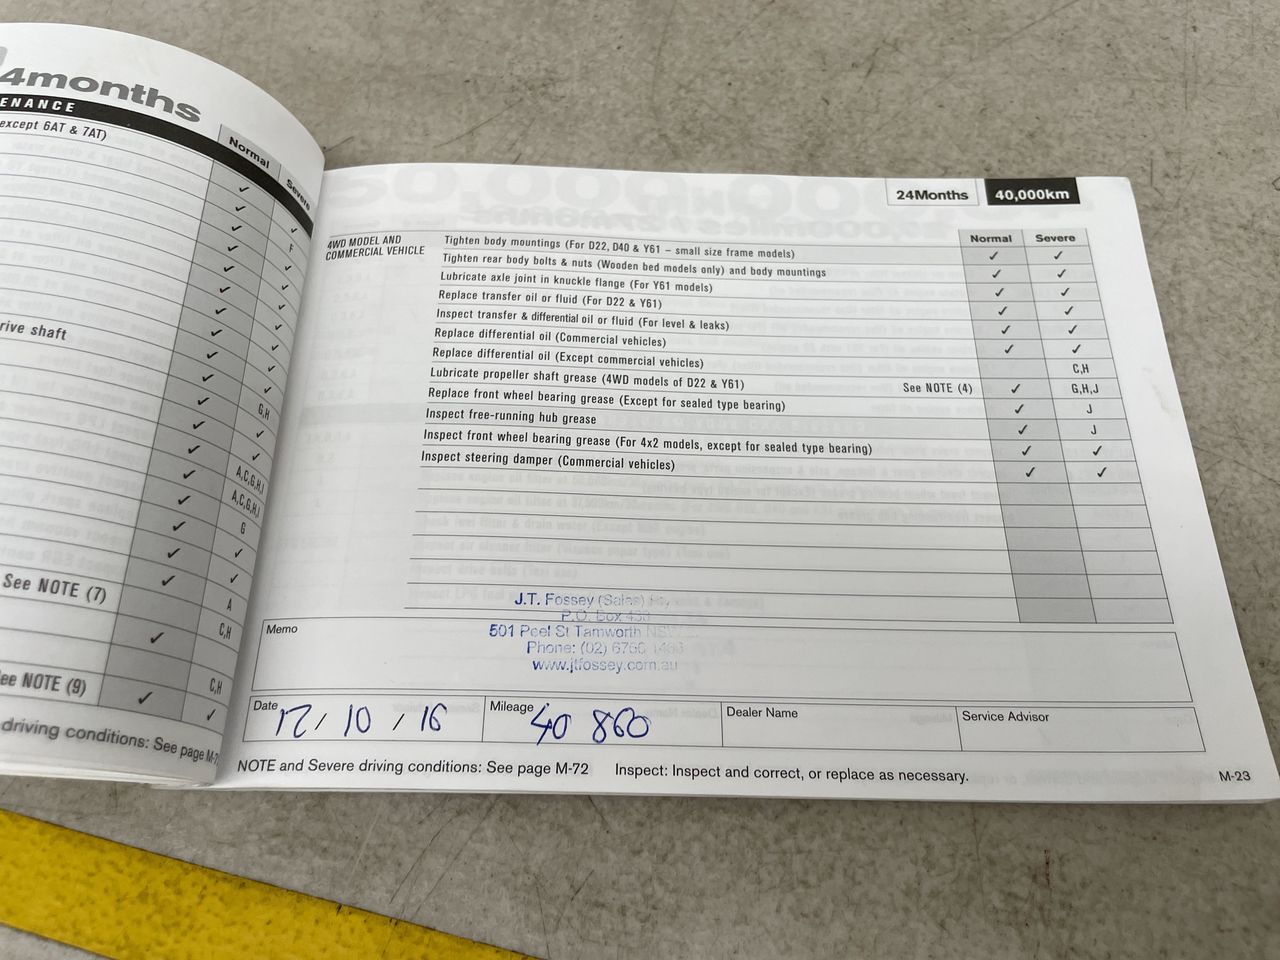 4months
ENANCE
except 6AT & 7AT)
Normal
Severe
✓
✓ ✓
✓ F
✓ ✓
✓ ✓
✓ ✓
✓ ✓
rive shaft ✓ ✓
✓ ✓
✓ G,H
✓ ✓
✓ ✓
✓ A,C,G,H,I
✓ A,C,G,H,I
✓ G
✓ ✓
✓ ✓
See NOTE (7) A
✓ C,H
C,H
ee NOTE (9) ✓ ✓
driving conditions: See page M-7
24Months 40,000km
4WD MODEL AND
COMMERCIAL VEHICLE
Normal Severe
Tighten body mountings (For D22, D40 & Y61 – small size frame models) ✓ ✓
Tighten rear body bolts & nuts (Wooden bed models only) and body mountings ✓ ✓
Lubricate axle joint in knuckle flange (For Y61 models) ✓ ✓
Replace transfer oil or fluid (For D22 & Y61) ✓ ✓
Inspect transfer & differential oil or fluid (For level & leaks) ✓ ✓
Replace differential oil (Commercial vehicles) ✓ ✓
Replace differential oil (Except commercial vehicles) C,H
Lubricate propeller shaft grease (4WD models of D22 & Y61) See NOTE (4) ✓ G,H,J
Replace front wheel bearing grease (Except for sealed type bearing) ✓ J
Inspect free-running hub grease ✓ J
Inspect front wheel bearing grease (For 4x2 models, except for sealed type bearing) ✓ ✓
Inspect steering damper (Commercial vehicles) ✓ ✓
J.T. Fossey (Sales)
P.O. Box
501 Peel St Tamworth NSW
Phone: (02) 6760
www.jtfossey.com.au
Memo
Date 12/10/16 Mileage 40 860 Dealer Name Service Advisor
NOTE and Severe driving conditions: See page M-72 Inspect: Inspect and correct, or replace as necessary.
M-23